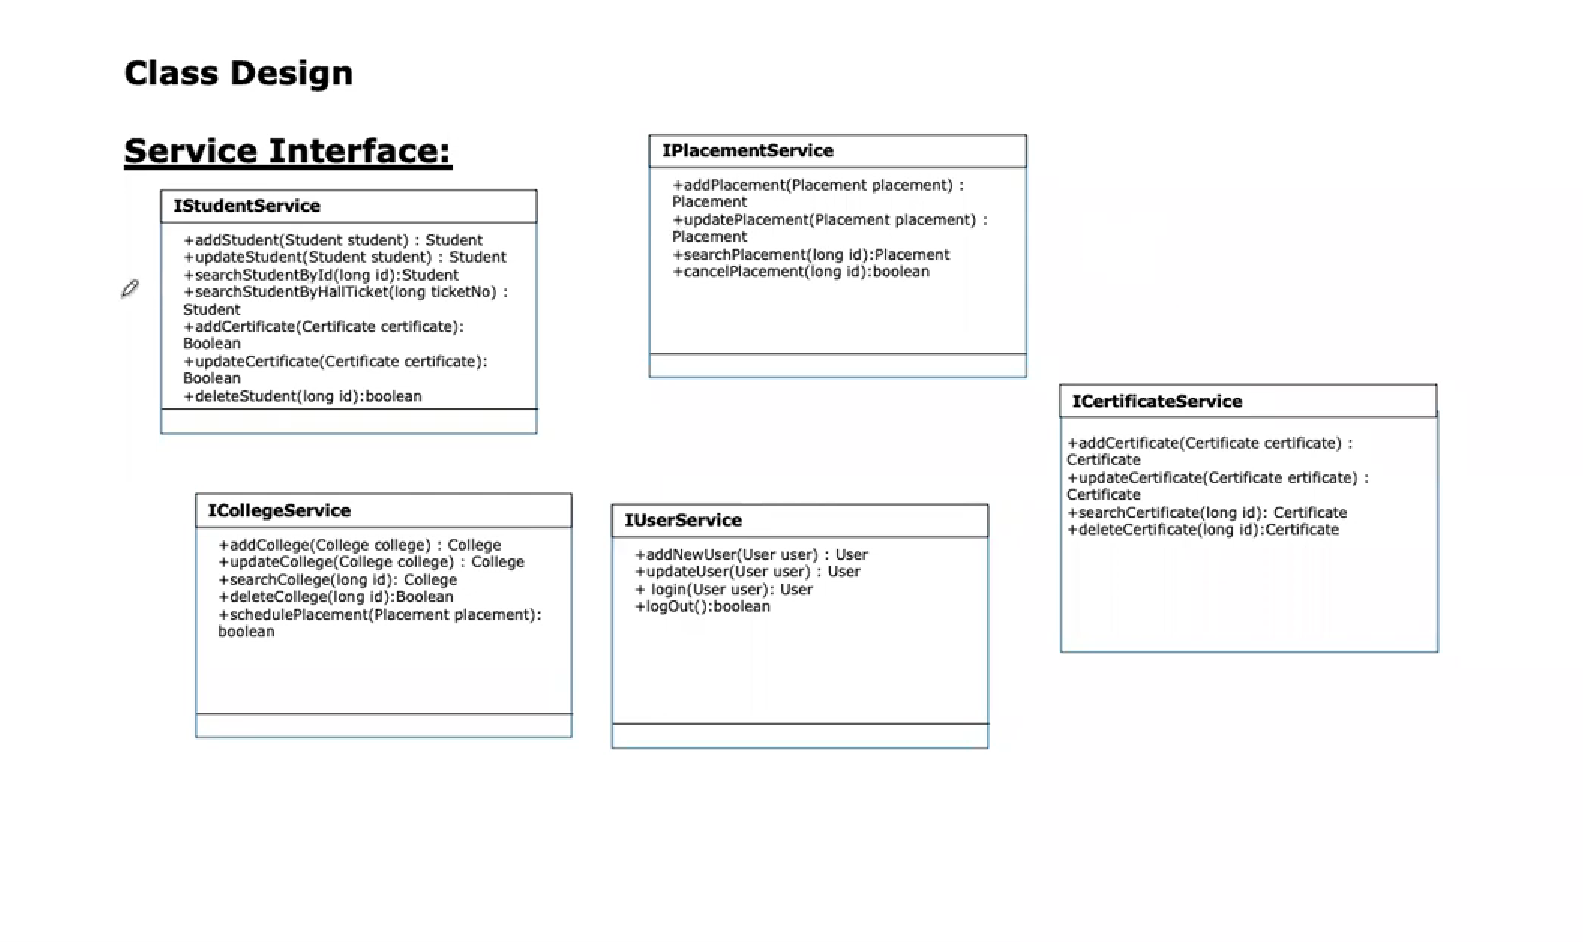 Class Design
Service Interface:
IStudentService
+addStudent(Student student) : Student
+updateStudent(Student student) : Student
+searchStudentById(long id):Student
+searchStudentByHallTicket(long ticketNo) :
Student
+addCertificate(Certificate certificate):
Boolean
+updateCertificate(Certificate certificate):
Boolean
+deleteStudent(long id):boolean
IPlacementService
+addPlacement(Placement placement) :
Placement
+updatePlacement(Placement placement) :
Placement
+searchPlacement(long id):Placement
+cancelPlacement(long id):boolean
ICertificateService
+addCertificate(Certificate certificate) :
Certificate
+updateCertificate(Certificate ertificate) :
Certificate
+searchCertificate(long id): Certificate
+deleteCertificate(long id):Certificate
ICollegeService
+addCollege(College college) : College
+updateCollege(College college) : College
+searchCollege(long id): College
+deleteCollege(long id):Boolean
+schedulePlacement(Placement placement):
boolean
IUserService
+addNewUser(User user) : User
+updateUser(User user) : User
+ login(User user): User
+logOut():boolean